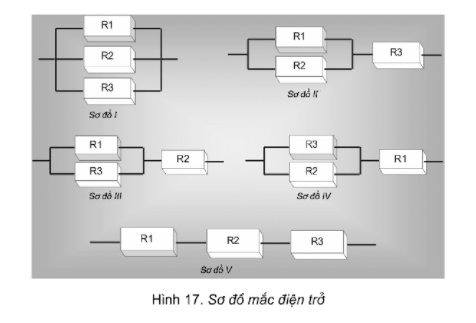 R1
R2
R3
Sơ đồ I
R1
R2
R3
Sơ đồ II
R1
R3
R2
Sơ đồ III
R3
R2
R1
Sơ đồ IV
R1
R2
R3
Sơ đồ V
Hình 17. Sơ đồ mắc điện trở